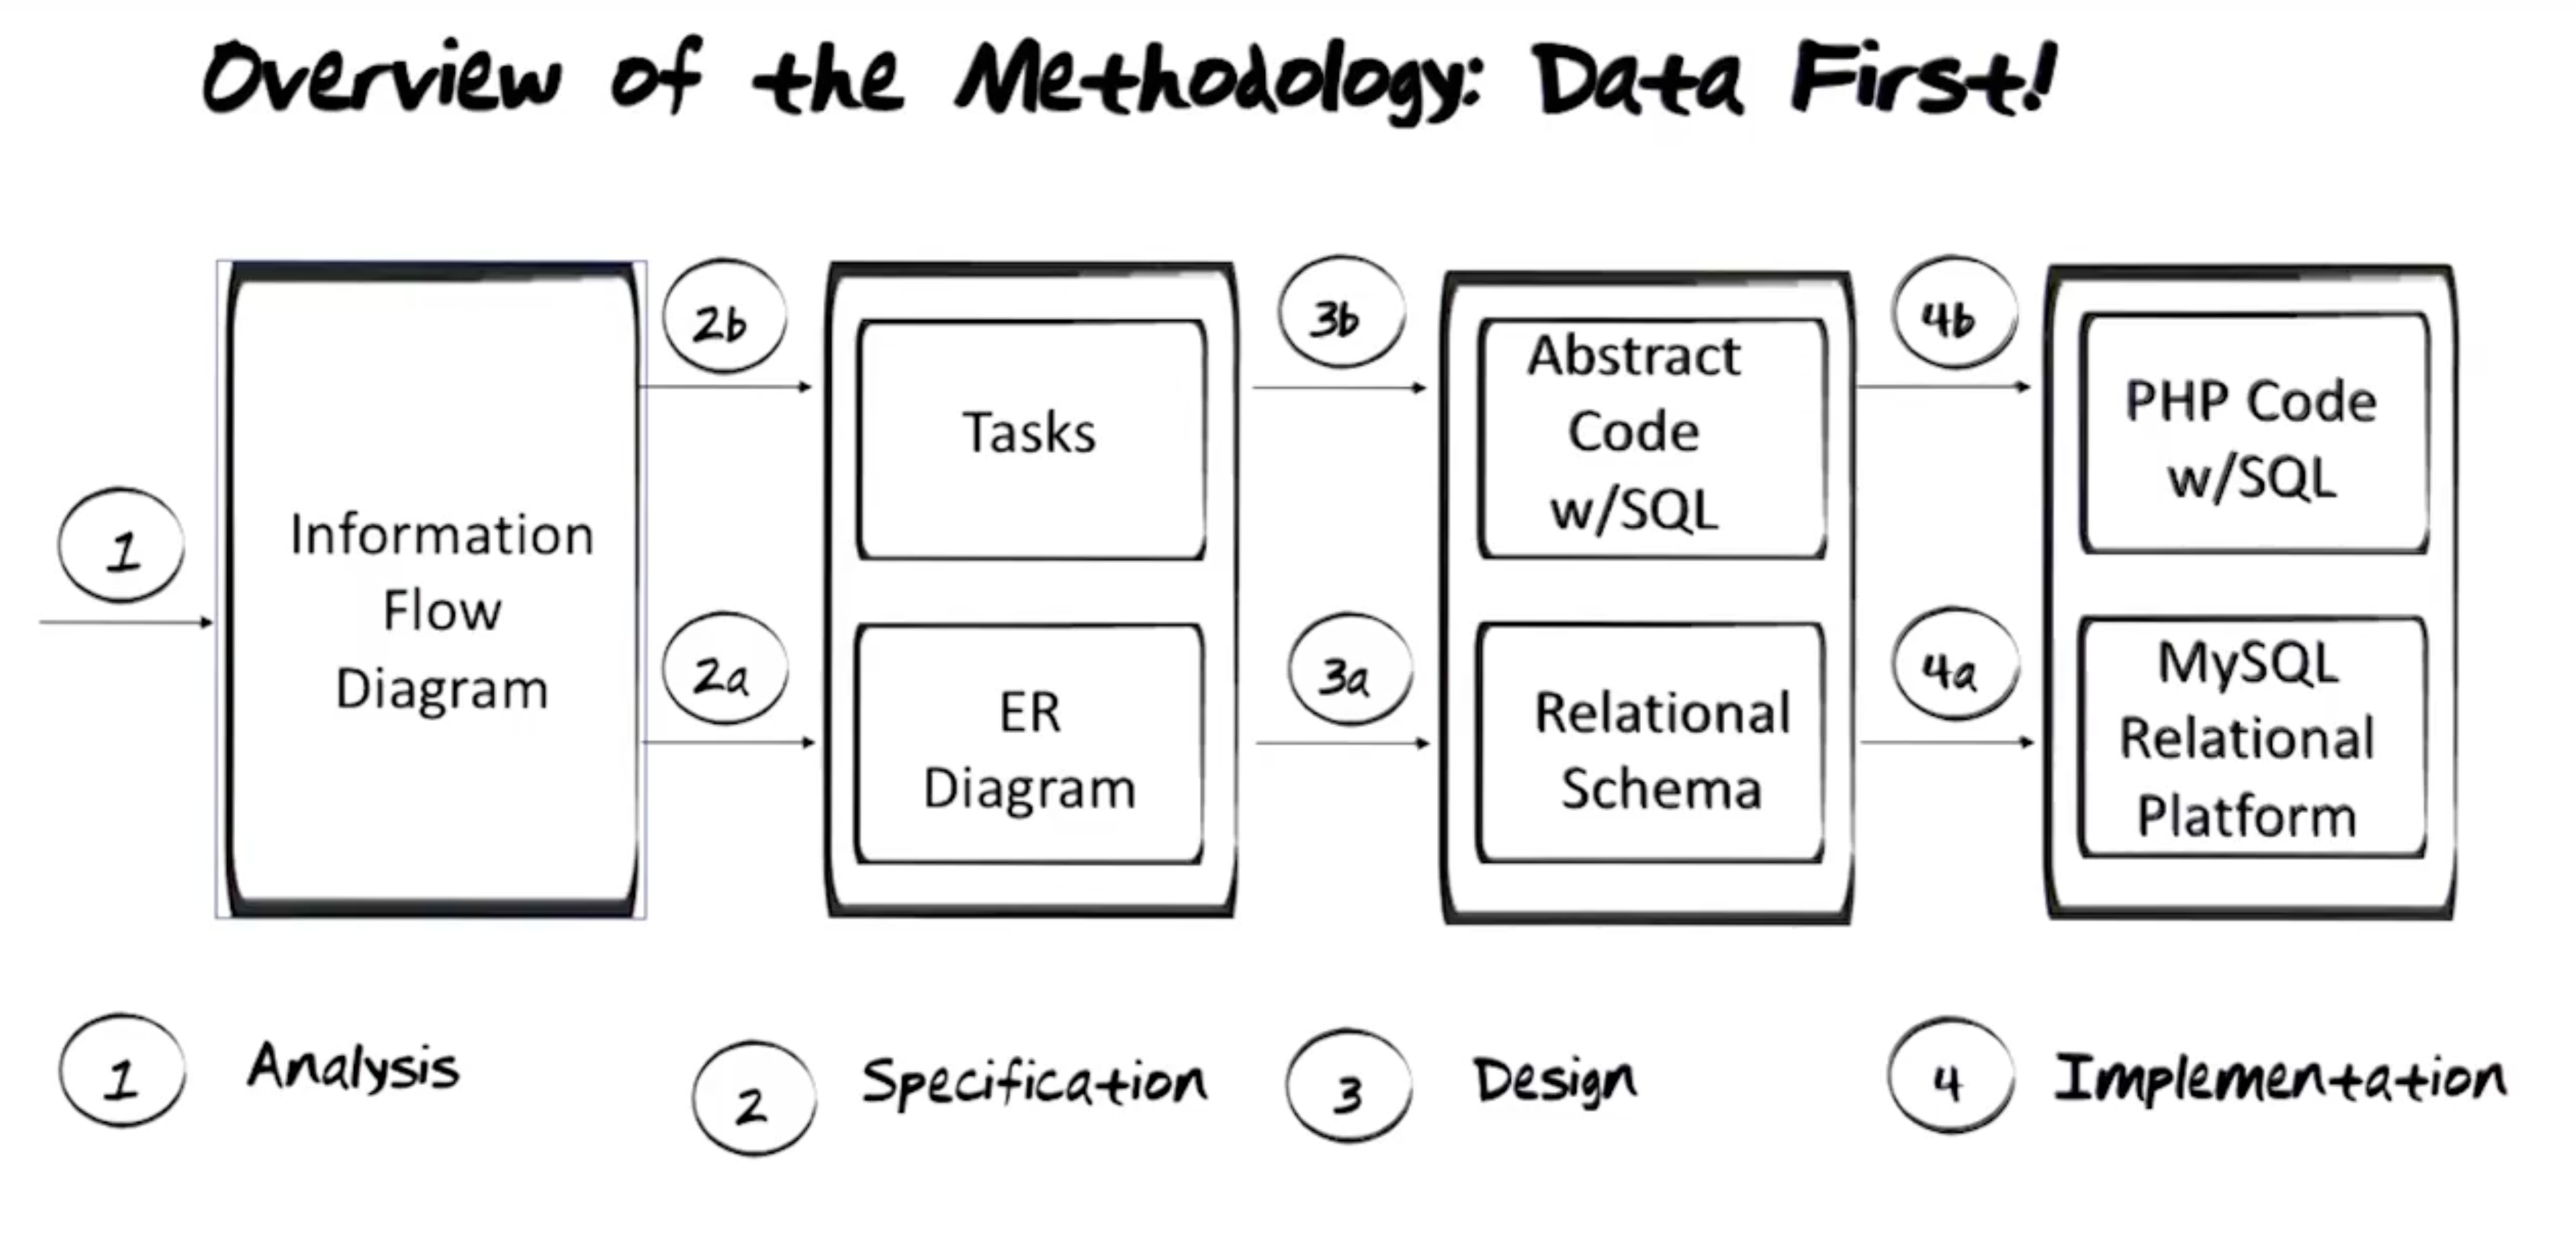 Overview of the Methodology: Data First!
1
Information
Flow
Diagram
2b
2a
Tasks
ER
Diagram
3b
3a
Abstract
Code
w/SQL
Relational
Schema
4b
4a
PHP Code
w/SQL
MySQL
Relational
Platform
1 Analysis
2 Specification
3 Design
4 Implementation